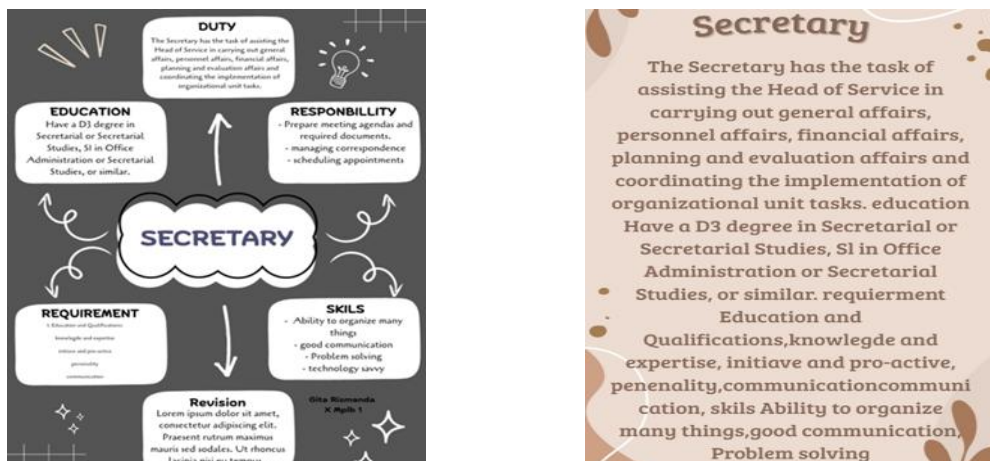 DUTY
The Secretary has the task of assisting the
Head of Service in carrying out general
affairs, personnel affairs, financial affairs,
planning and evaluation affairs and
coordinating the implementation of
organizational unit tasks.
EDUCATION
Have a D3 degree in
Secretarial or Secretarial
Studies, S1 in Office
Administration or Secretarial
Studies, or similar.
RESPONBILLITY
- Prepare meeting agendas and
required documents.
- managing correspondence
- scheduling appointments
SECRETARY
REQUIREMENT
1. Education and Qualifications
knowlegde and expertise
initiave and pro-active
personality
communication
SKILS
- Ability to organize many
things
- good communication
- Problem solving
- technology savvy
Revision
Lorem ipsum dolor sit amet,
consectetur adipiscing elit.
Praesent rutrum maximus
mauris sed sodales. Ut rhoncus
lacinia nisi eu tempus
Gita Rismanda
X Mplb 1
Secretary
The Secretary has the task of
assisting the Head of Service in
carrying out general affairs,
personnel affairs, financial affairs,
planning and evaluation affairs and
coordinating the implementation of
organizational unit tasks. education
Have a D3 degree in Secretarial or
Secretarial Studies, Sl in Office
Administration or Secretarial
Studies, or similar. requierment
Education and
Qualifications,knowlegde and
expertise, initiave and pro-active,
penenality,communicationcommuni
cation, skils Ability to organize
many things,good communication,
Problem solving